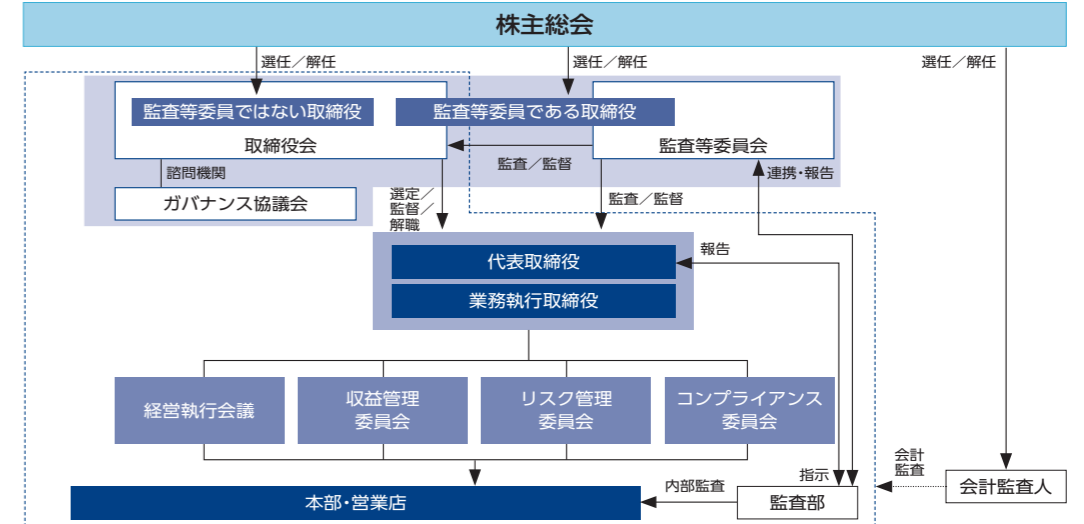 株主総会
選任／解任
選任／解任
選任／解任
監査等委員ではない取締役
監査等委員である取締役
取締役会
監査等委員会
監査／監督
諮問機関
連携・報告
ガバナンス協議会
選定／
監督／
解職
監査／監督
代表取締役
報告
業務執行取締役
経営執行会議
収益管理
委員会
リスク管理
委員会
コンプライアンス
委員会
会計
監査
指示
内部監査
本部・営業店
監査部
会計監査人